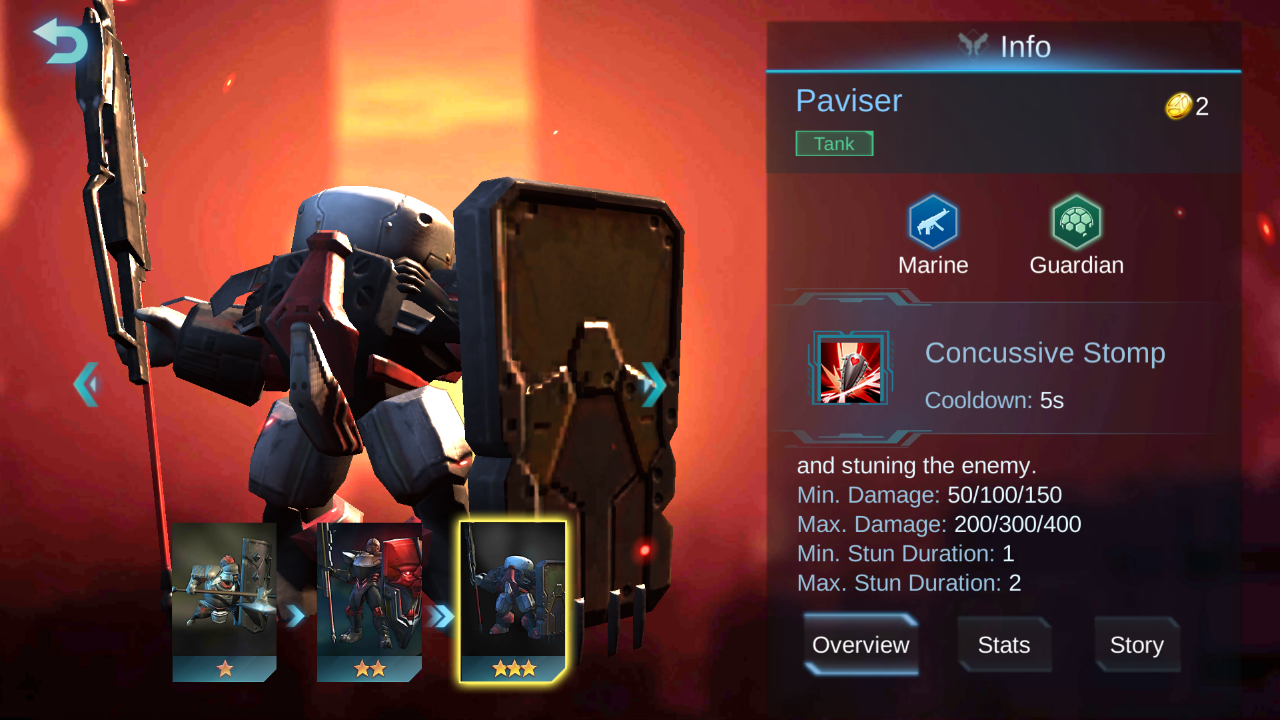 Info
Paviser
2
Tank
Marine
Guardian
Concussive Stomp
Cooldown: 5s
and stuning the enemy.
Min. Damage: 50/100/150
Max. Damage: 200/300/400
Min. Stun Duration: 1
Max. Stun Duration: 2
Overview
Stats
Story